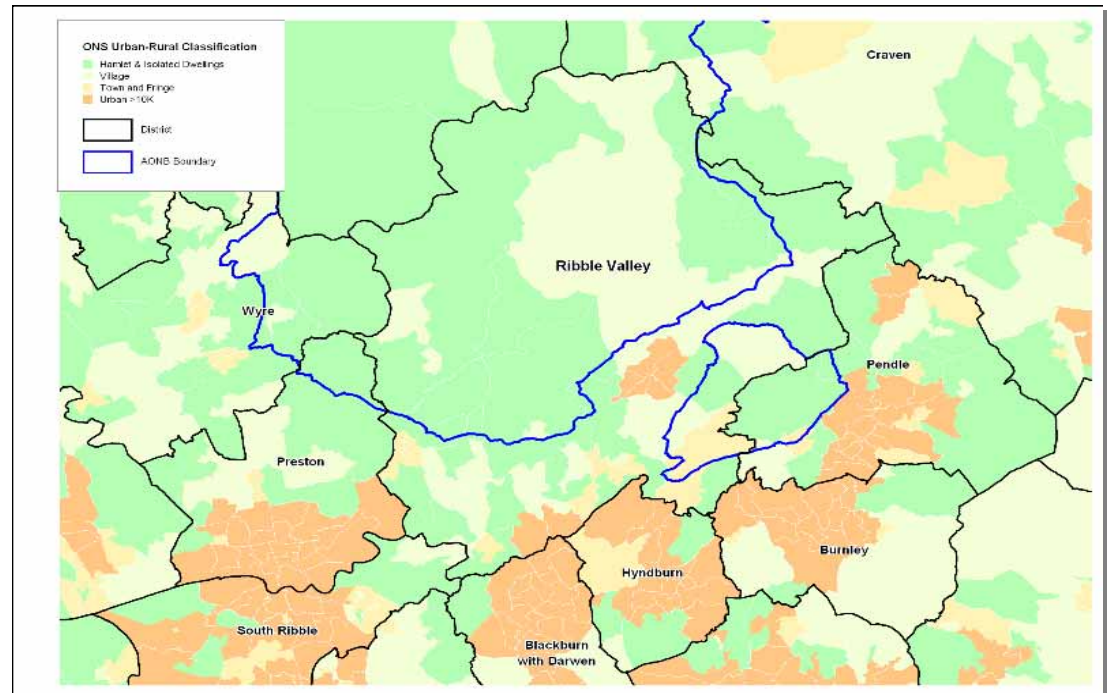 ONS Urban-Rural Classification
Hamlet & Isolated Dwellings
Village
Town and Fringe
Urban >10K
District
AONB Boundary
Craven
Ribble Valley
Wyre
Pendle
Preston
Burnley
Hyndburn
South Ribble
Blackburn
with Darwen